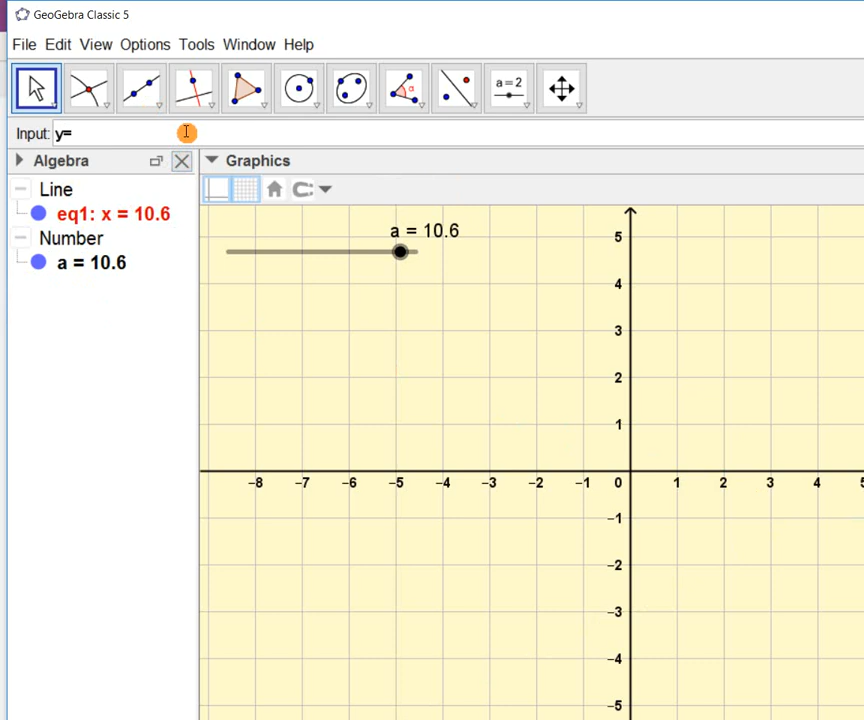 GeoGebra Classic 5
File Edit View Options Tools Window Help
α a=2
Input: y=
Algebra Graphics
Line
eq1: x = 10.6
Number
a = 10.6
a = 10.6
5
4
3
2
1
–8 –7 –6 –5 –4 –3 –2 –1 0 1 2 3 4 5
–1
–2
–3
–4
–5